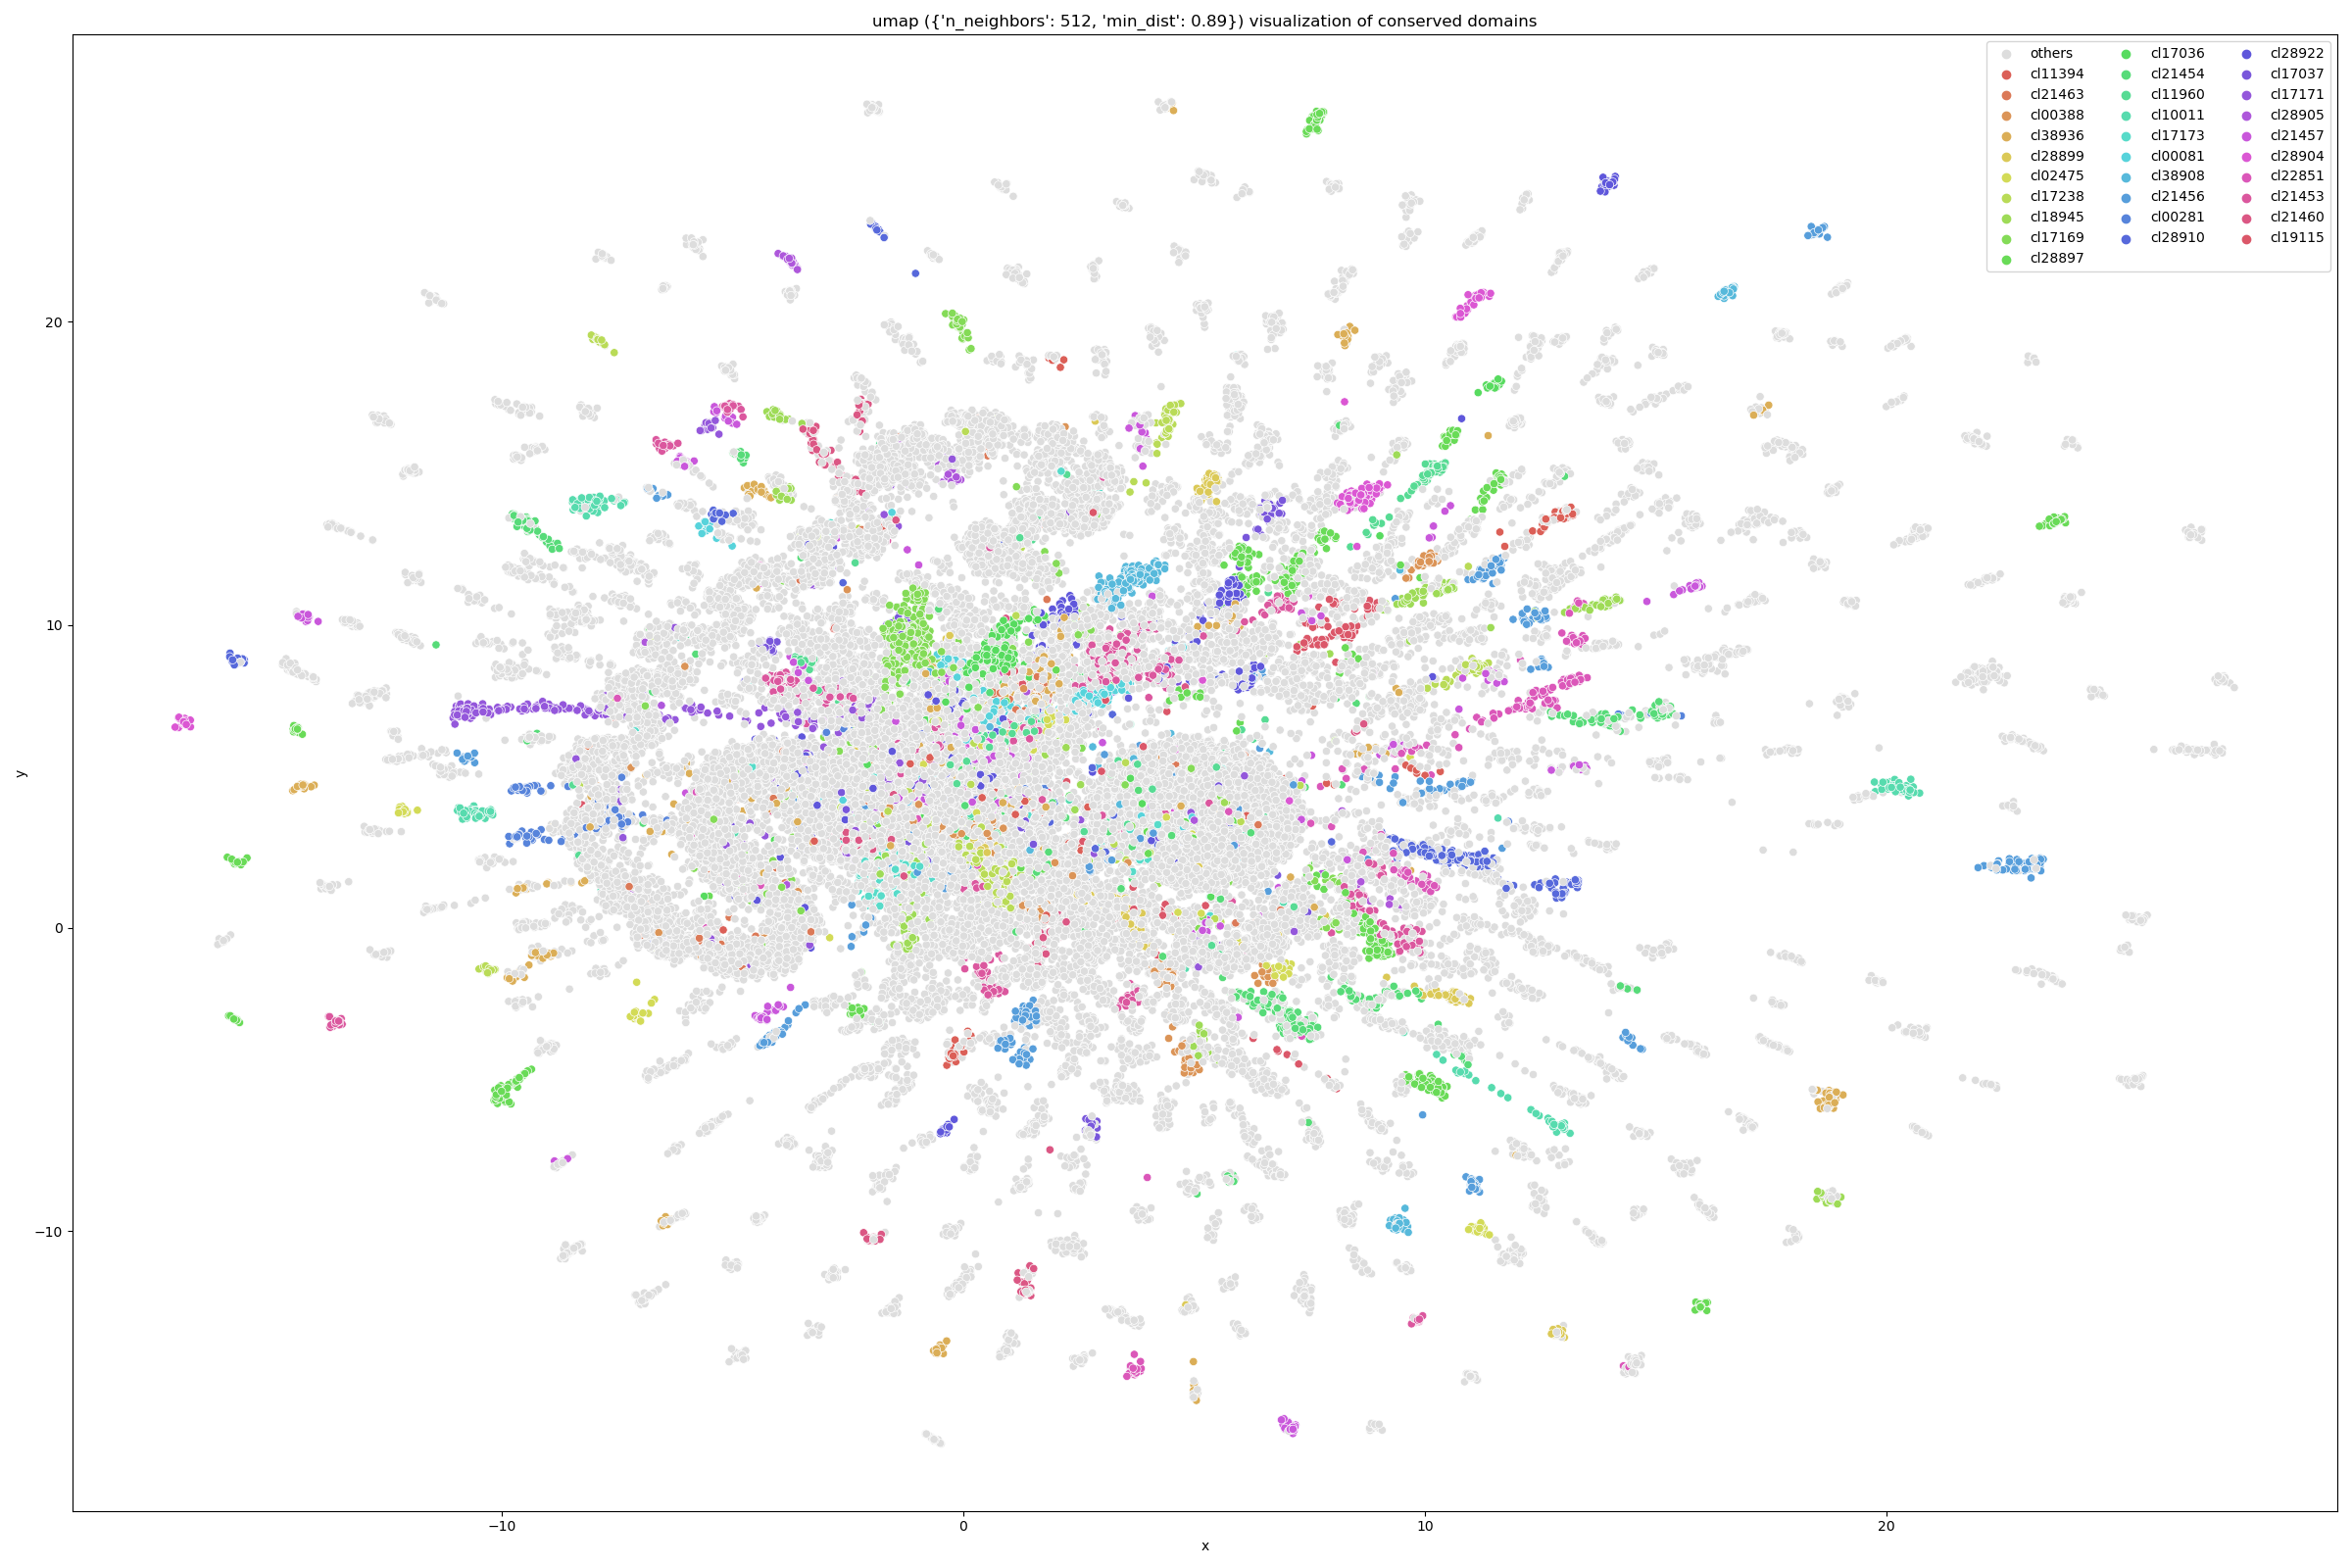 umap ({'n_neighbors': 512, 'min_dist': 0.89}) visualization of conserved domains
others
cl11394
cl21463
cl00388
cl38936
cl28899
cl02475
cl17238
cl18945
cl17169
cl28897
cl17036
cl21454
cl11960
cl10011
cl17173
cl00081
cl38908
cl21456
cl00281
cl28910
cl28922
cl17037
cl17171
cl28905
cl21457
cl28904
cl22851
cl21453
cl21460
cl19115
20
10
0
−10
y
−10
0
10
20
x